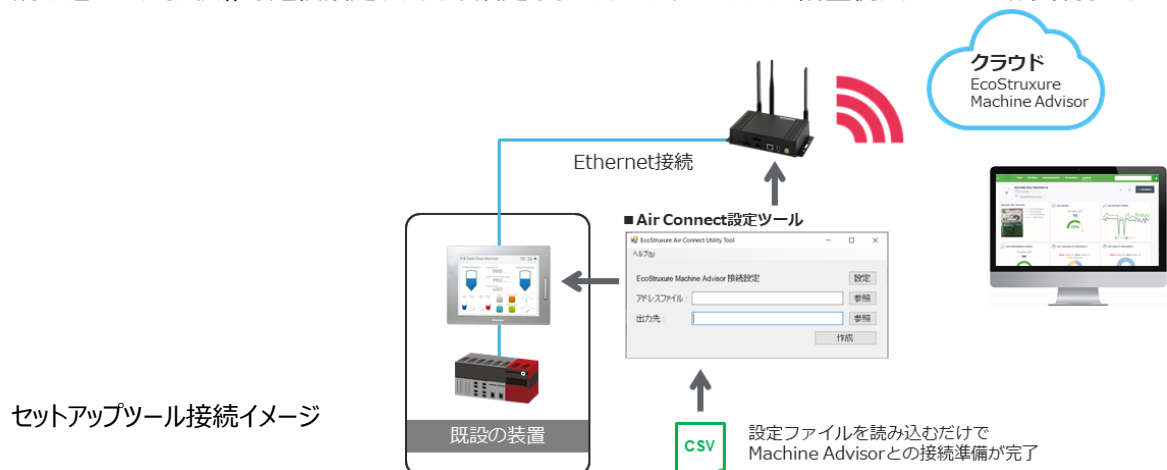 クラウド
EcoStruxure
Machine Advisor
Ethernet接続
■Air Connect設定ツール
EcoStruxure Air Connect Utility Tool
ヘルプ(h)
EcoStruxure Machine Advisor 接続設定
設定
アドレスファイル:
参照
出力先:
参照
作成
セットアップツール接続イメージ
既設の装置
CSV
設定ファイルを読み込むだけで
Machine Advisorとの接続準備が完了